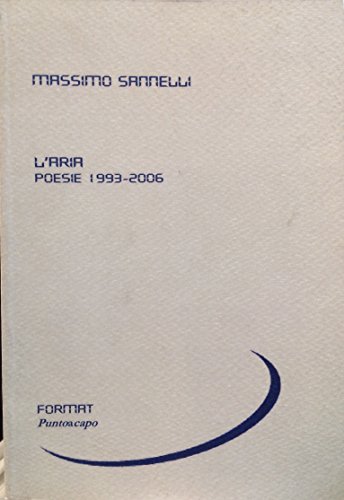 MASSIMO SANNELLI
L'ARIA
POESIE 1993-2006
FORMAT
Puntoacapo